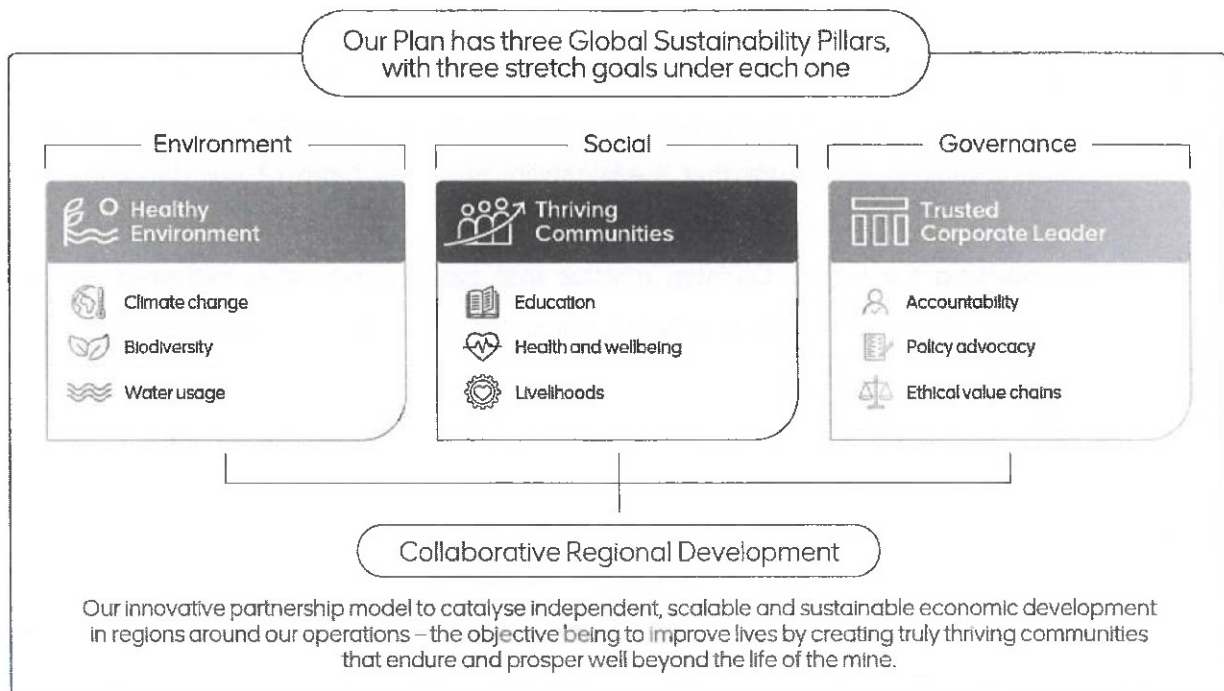 Our Plan has three Global Sustainability Pillars,
with three stretch goals under each one
Environment
Healthy
Environment
Climate change
Biodiversity
Water usage
Social
Thriving
Communities
Education
Health and wellbeing
Livelihoods
Governance
Trusted
Corporate Leader
Accountability
Policy advocacy
Ethical value chains
Collaborative Regional Development
Our innovative partnership model to catalyse independent, scalable and sustainable economic development
in regions around our operations – the objective being to improve lives by creating truly thriving communities
that endure and prosper well beyond the life of the mine.